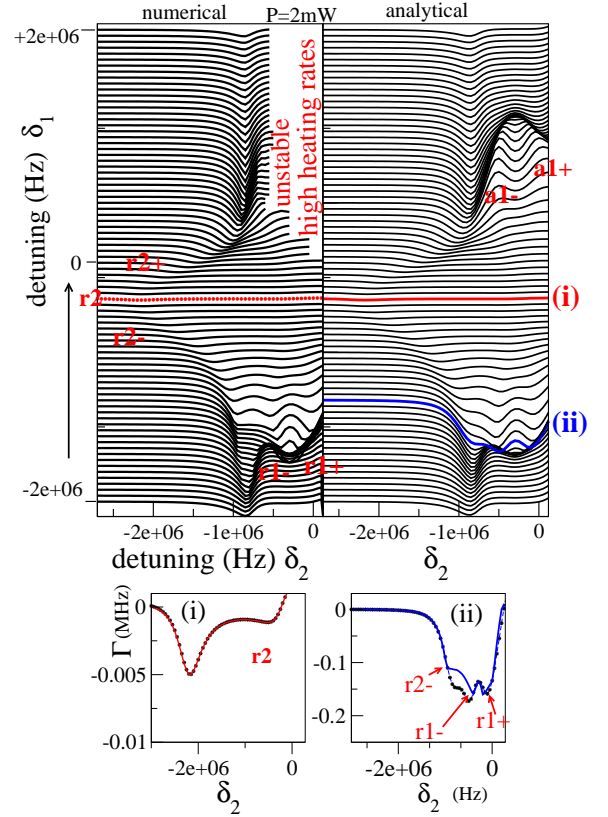 numerical P=2mW analytical
+2e+06
unstable
high heating rates
a1+
a1-
detuning (Hz) δ1
0
r2+
r2
(i)
r2-
(ii)
r1- r1+
-2e+06
-2e+06 -1e+06 0 -2e+06 -1e+06 0
detuning (Hz) δ2 δ2
0 (i) 0 (ii)
Γ (MHz)
r2
-0.005 -0.1
r2-
r1- r1+
-0.01 -0.2
-2e+06 0 -2e+06 0
δ2 δ2 (Hz)